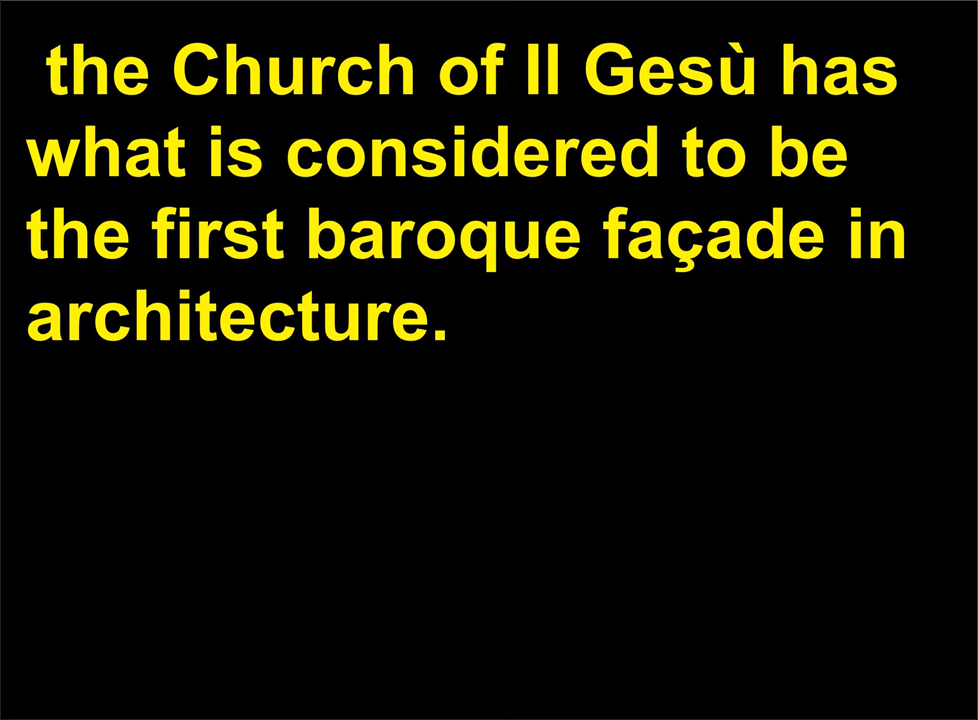 the Church of Il Gesù has
what is considered to be
the first baroque façade in
architecture.